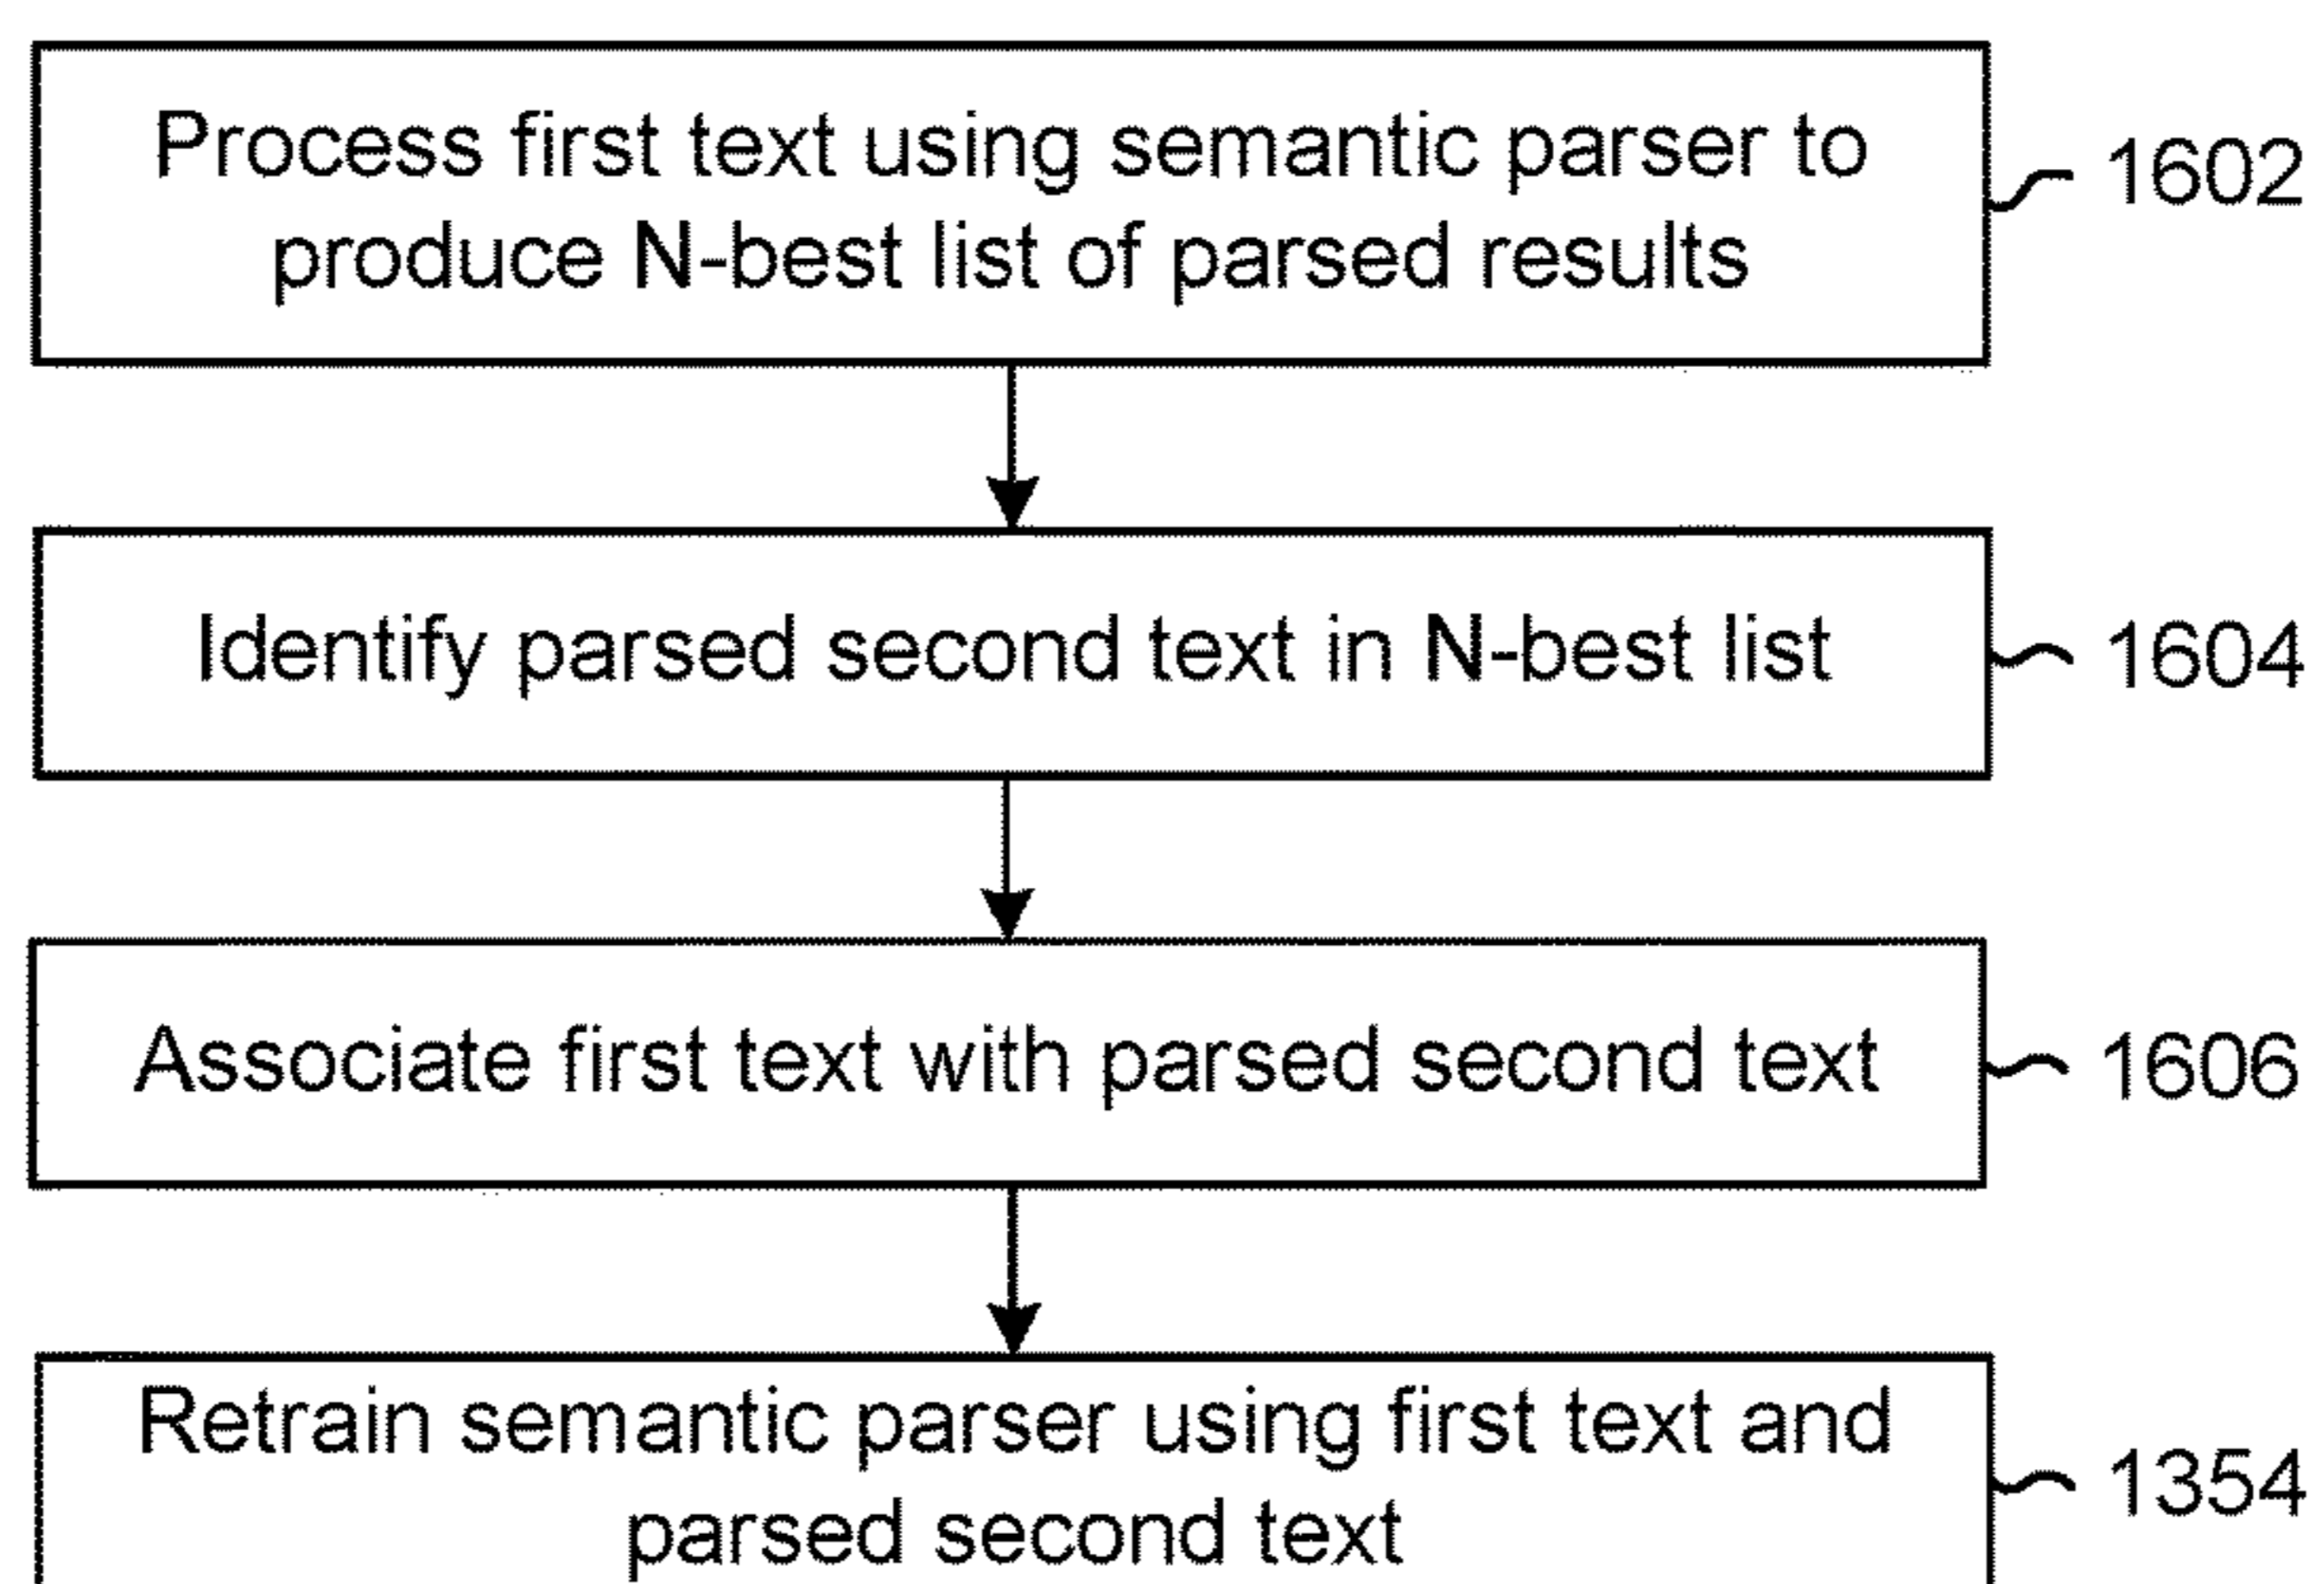 Process first text using semantic parser to
produce N-best list of parsed results
1602
Identify parsed second text in N-best list
1604
Associate first text with parsed second text
1606
Retrain semantic parser using first text and
parsed second text
1354